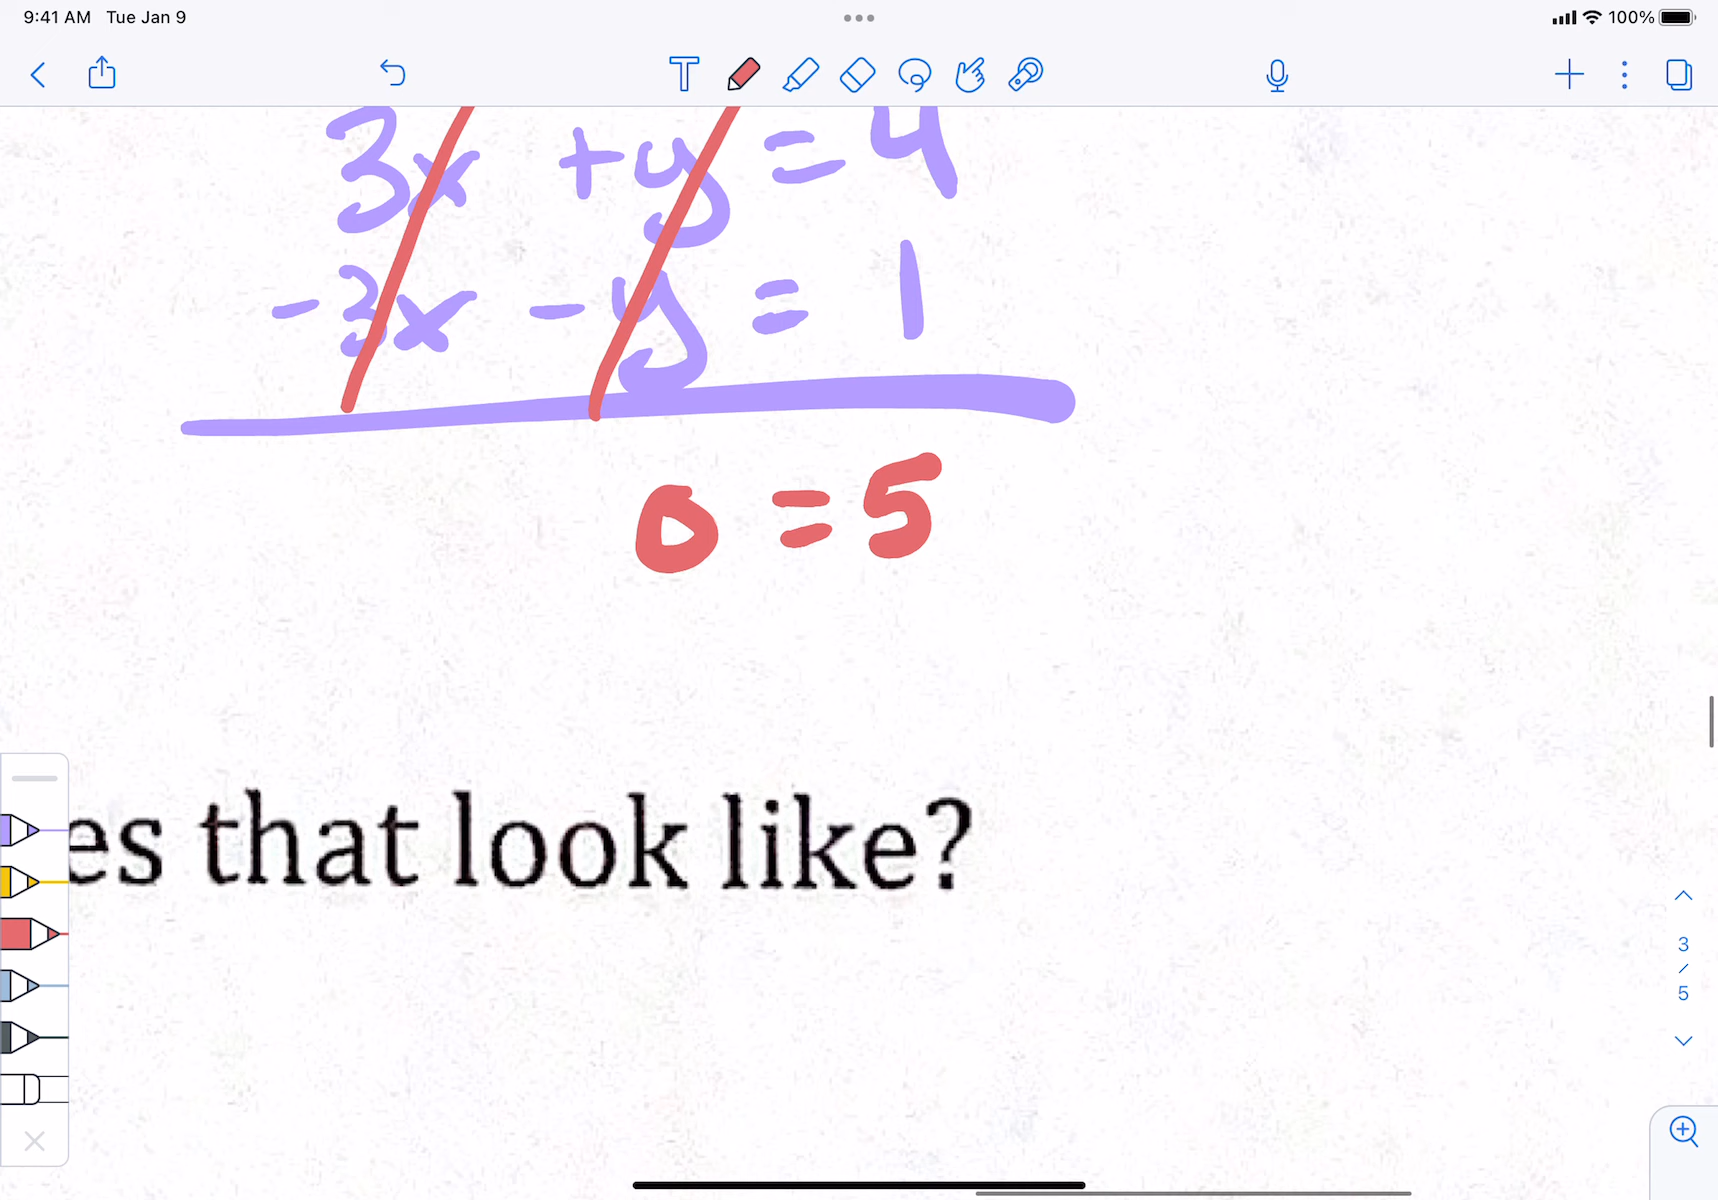 9:41 AM Tue Jan 9 100%
3x + y = 4
- 3x - y = 1
0 = 5
es that look like?
3
/
5